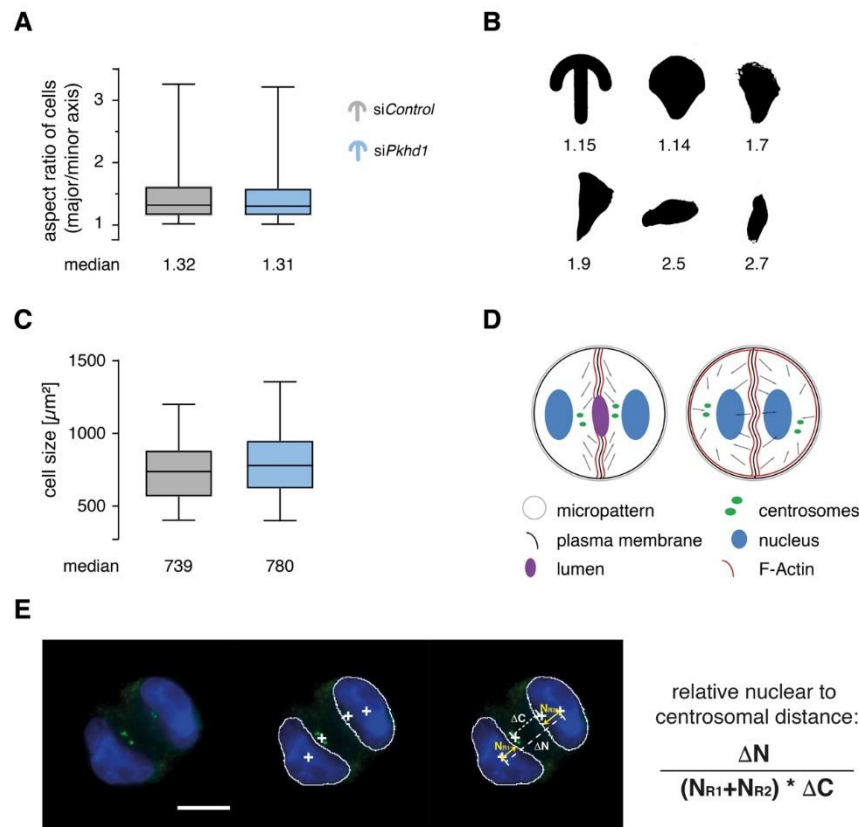 A
aspect ratio of cells
(major/minor axis)
3
2
1
siControl
siPkhd1
median 1.32 1.31
B
1.15 1.14 1.7
1.9 2.5 2.7
C
cell size [µm²]
1500
1000
500
median 739 780
D
micropattern
plasma membrane
lumen
centrosomes
nucleus
F-Actin
E
ΔC
NR2
NR1
ΔN
relative nuclear to
centrosomal distance:
ΔN
(NR1+NR2) * ΔC